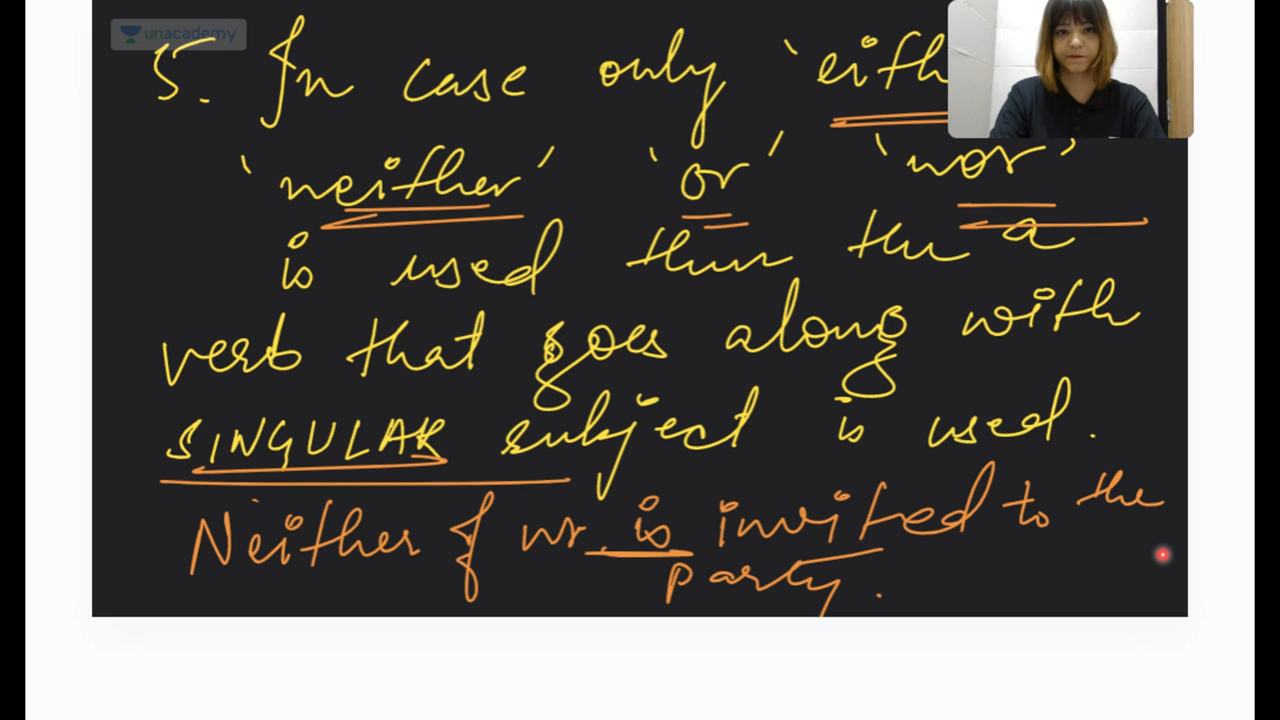 unacademy
5. In case only 'eith
'neither' 'or' 'nor'
is used then the a
verb that goes along with
SINGULAR subject is used.
Neither of us is invited to the
party.